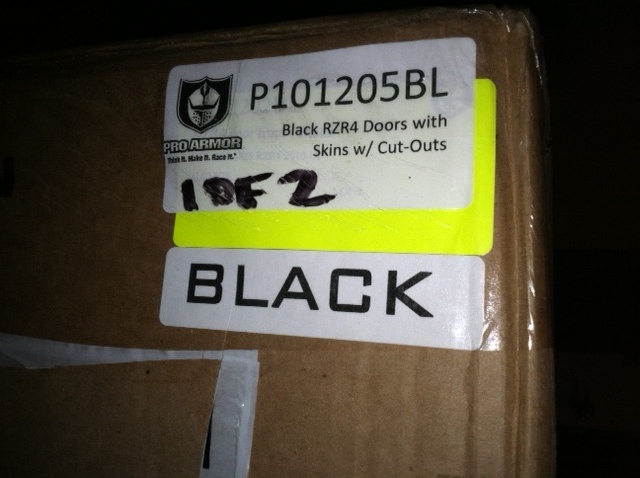 P101205BL
Black RZR4 Doors with
Skins w/ Cut-Outs
PRO ARMOR
Think It. Make It. Race It.
1 OF 2
BLACK